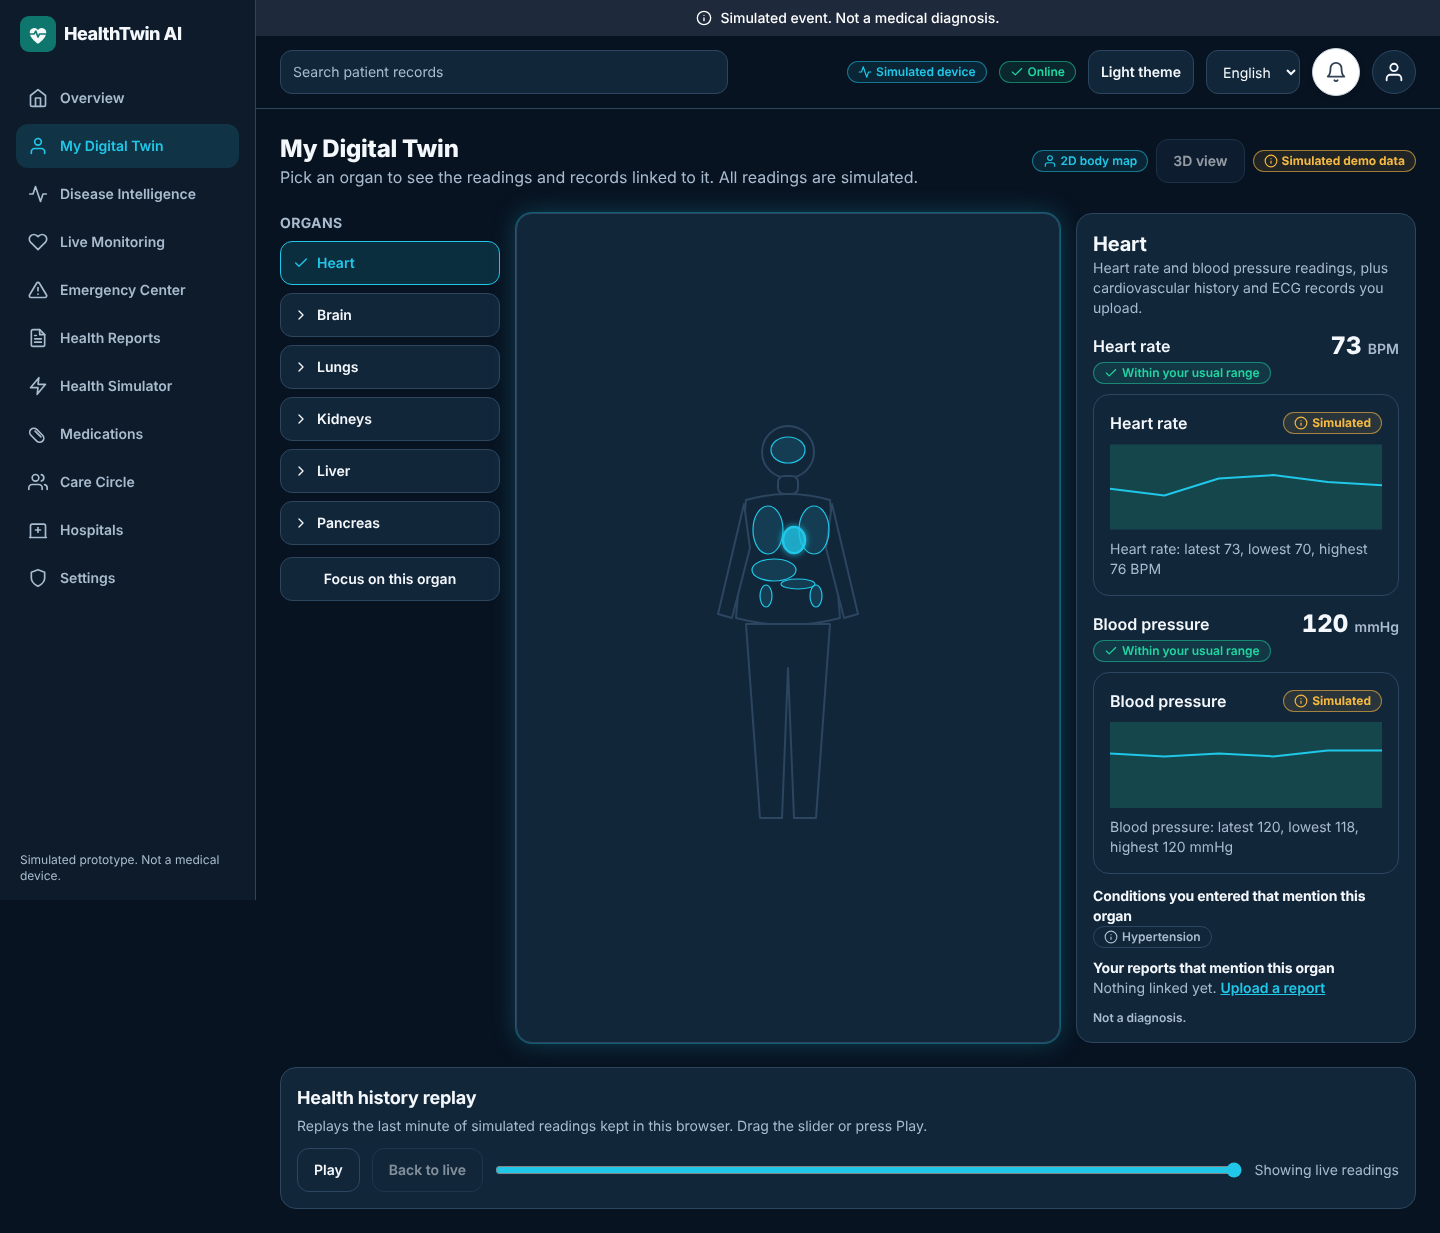 HealthTwin AI
Simulated event. Not a medical diagnosis.
Search patient records
Simulated device
Online
Light theme
English
Overview
My Digital Twin
Disease Intelligence
Live Monitoring
Emergency Center
Health Reports
Health Simulator
Medications
Care Circle
Hospitals
Settings
Simulated prototype. Not a medical
device.
My Digital Twin
Pick an organ to see the readings and records linked to it. All readings are simulated.
2D body map
3D view
Simulated demo data
ORGANS
Heart
Brain
Lungs
Kidneys
Liver
Pancreas
Focus on this organ
Heart
Heart rate and blood pressure readings, plus
cardiovascular history and ECG records you
upload.
Heart rate
73 BPM
Within your usual range
Heart rate
Simulated
Heart rate: latest 73, lowest 70, highest
76 BPM
Blood pressure
120 mmHg
Within your usual range
Blood pressure
Simulated
Blood pressure: latest 120, lowest 118,
highest 120 mmHg
Conditions you entered that mention this
organ
Hypertension
Your reports that mention this organ
Nothing linked yet. Upload a report
Not a diagnosis.
Health history replay
Replays the last minute of simulated readings kept in this browser. Drag the slider or press Play.
Play
Back to live
Showing live readings